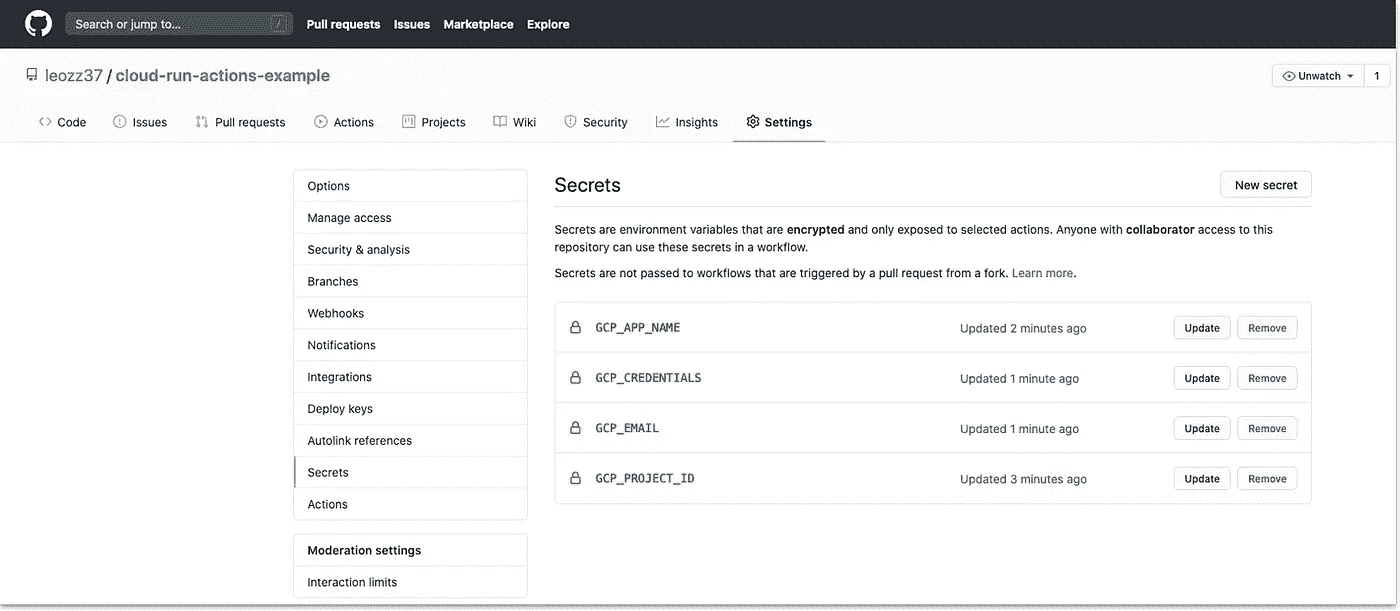 Search or jump to... /
Pull requests Issues Marketplace Explore
leozz37 / cloud-run-actions-example
Unwatch 1
Code Issues Pull requests Actions Projects Wiki Security Insights Settings
Options
Manage access
Security & analysis
Branches
Webhooks
Notifications
Integrations
Deploy keys
Autolink references
Secrets
Actions
Moderation settings
Interaction limits
Secrets
New secret
Secrets are environment variables that are encrypted and only exposed to selected actions. Anyone with collaborator access to this
repository can use these secrets in a workflow.
Secrets are not passed to workflows that are triggered by a pull request from a fork. Learn more.
GCP_APP_NAME Updated 2 minutes ago Update Remove
GCP_CREDENTIALS Updated 1 minute ago Update Remove
GCP_EMAIL Updated 1 minute ago Update Remove
GCP_PROJECT_ID Updated 3 minutes ago Update Remove